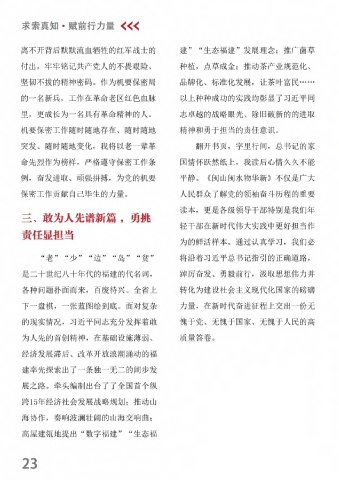 求索真知·赋前行力量
离不开背后默默流血牺牲的红军战士的
付出，牢牢铭记共产党人的不畏艰险、
坚韧不拔的精神密码。作为机要保密局
的一名新兵，工作在革命老区红色血脉
里，更成长为一名具有革命精神的人。
机要保密工作随时随地存在、随时随地
突发、随时随地变化，我将以老一辈革
命先烈作为榜样，严格遵守保密工作条
例，奋发进取、顽强拼搏，为党的机要
保密工作贡献自己毕生的力量。
三、敢为人先谱新篇，勇挑
责任显担当
“老”“少”“边”“岛”“贫”
是二十世纪八十年代的福建的代名词，
各种问题扑面而来，百废待兴。全省上
下一盘棋，一张蓝图绘到底。面对复杂
的现实情况，习近平同志充分发挥着敢
为人先的首创精神，在基础设施薄弱、
经济发展滞后、改革开放浪潮涌动的福
建率先探索出了一条独一无二的阔步发
展之路。牵头编制出台了了全国首个纵
跨15年经济社会发展战略规划；推动山
海协作，奏响波澜壮阔的山海交响曲；
高屋建瓴地提出“数字福建”“生态福
建”“生态福建”发展理念；推广菌草
种植，点草成金；推动茶产业规范化、
品牌化、标准化发展，让茶叶富民……
以上种种成功的实践均彰显了习近平同
志卓越的战略眼光、除旧破新的的进取
精神和勇于担当的责任意识。
翻开书页，字里行间，总书记的家
国情怀跃然纸上，我读后心情久久不能
平静。《闽山闽水物华新》不仅是广大
人民群众了解党的领袖奋斗历程的重要
读本，更是各级领导干部特别是我们年
轻干部在新时代伟大实践中更好担当作
为的鲜活样本。通过认真学习，我们必
将沿着习近平总书记指引的正确道路，
踔厉奋发、勇毅前行，汲取思想伟力并
转化为建设社会主义现代化国家的磅礴
力量，在新时代奋进征程上交出一份无
愧于党、无愧于国家、无愧于人民的高
质量答卷。
23